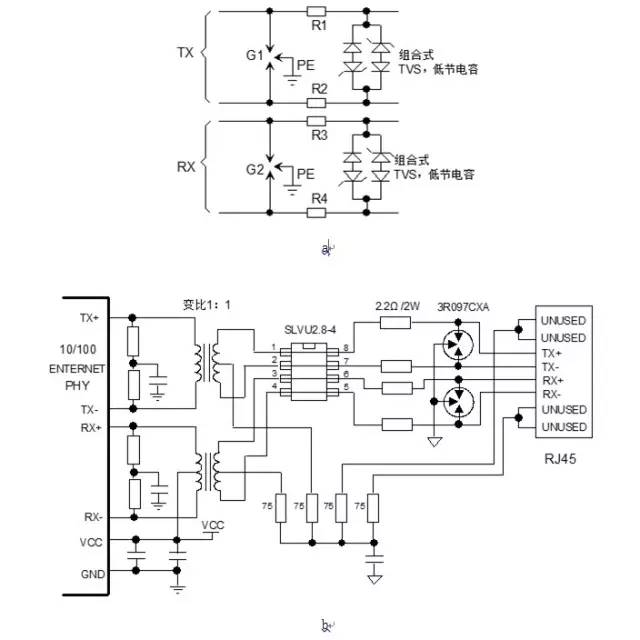 R1
TX
G1
PE
组合式
TVS，低节电容
R2
R3
RX
G2
PE
组合式
TVS，低节电容
R4
a
变比1：1
2.2Ω/2W
3R097CXA
TX+
SLVU2.8-4
UNUSED
UNUSED
10/100
ENTERNET
PHY
1
8
2
7
3
6
4
5
TX+
TX-
RX+
RX-
TX-
RX+
UNUSED
UNUSED
RJ45
75
75
75
75
RX-
VCC
VCC
GND
b